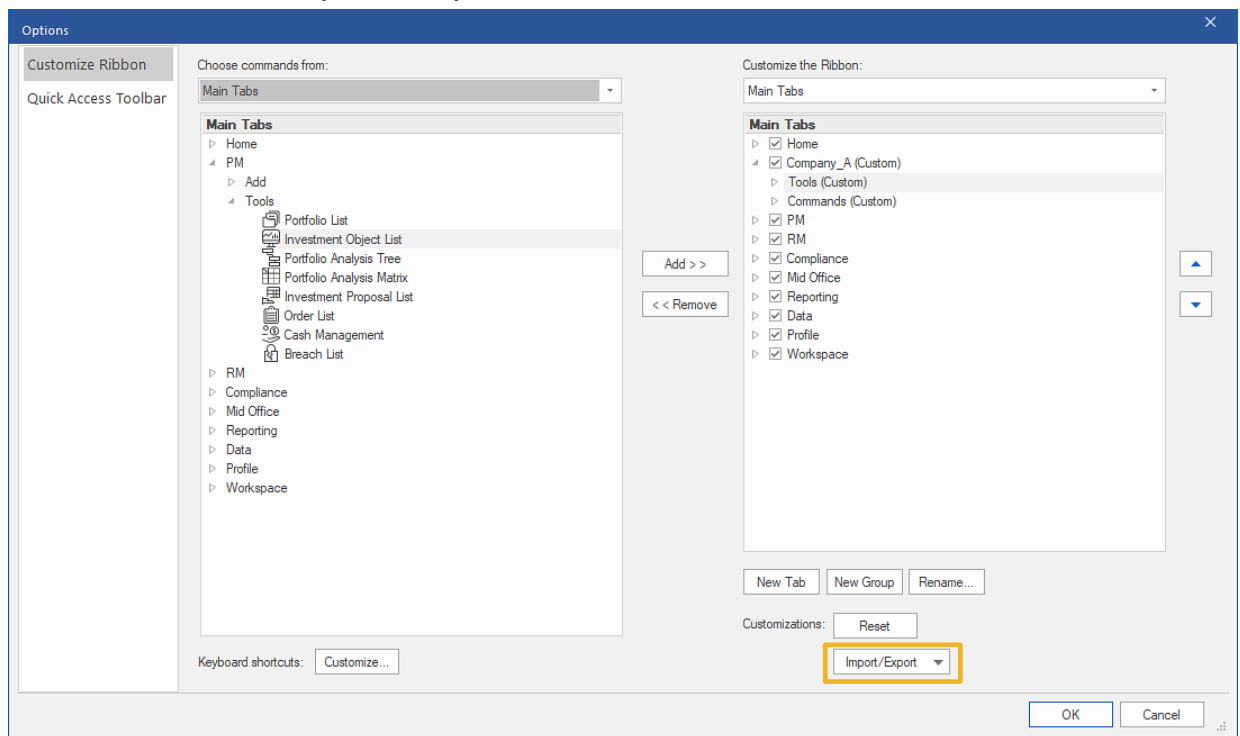 Options
Customize Ribbon
Quick Access Toolbar
Choose commands from:
Main Tabs
Main Tabs
Home
PM
Add
Tools
Portfolio List
Investment Object List
Portfolio Analysis Tree
Portfolio Analysis Matrix
Investment Proposal List
Order List
Cash Management
Breach List
RM
Compliance
Mid Office
Reporting
Data
Profile
Workspace
Keyboard shortcuts: Customize...
Add > >
< < Remove
Customize the Ribbon:
Main Tabs
Main Tabs
Home
Company_A (Custom)
Tools (Custom)
Commands (Custom)
PM
RM
Compliance
Mid Office
Reporting
Data
Profile
Workspace
New Tab New Group Rename...
Customizations: Reset
Import/Export
OK Cancel